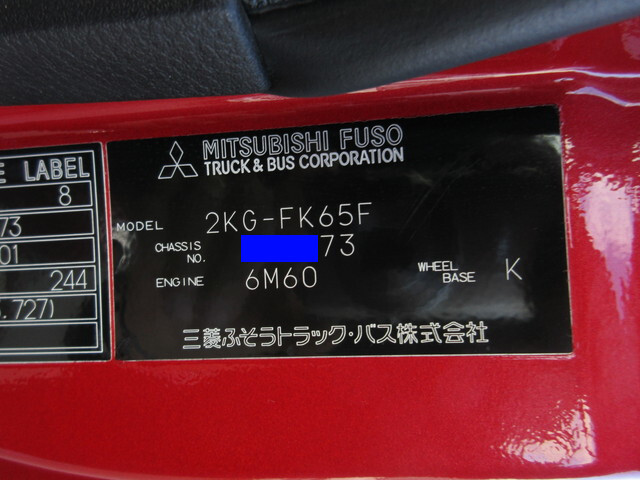 MITSUBISHI FUSO
TRUCK & BUS CORPORATION
MODEL 2KG-FK65F
CHASSIS NO. 73
ENGINE 6M60
WHEEL BASE K
三菱ふそうトラック・バス株式会社
LABEL
8
73
01
244
.727)